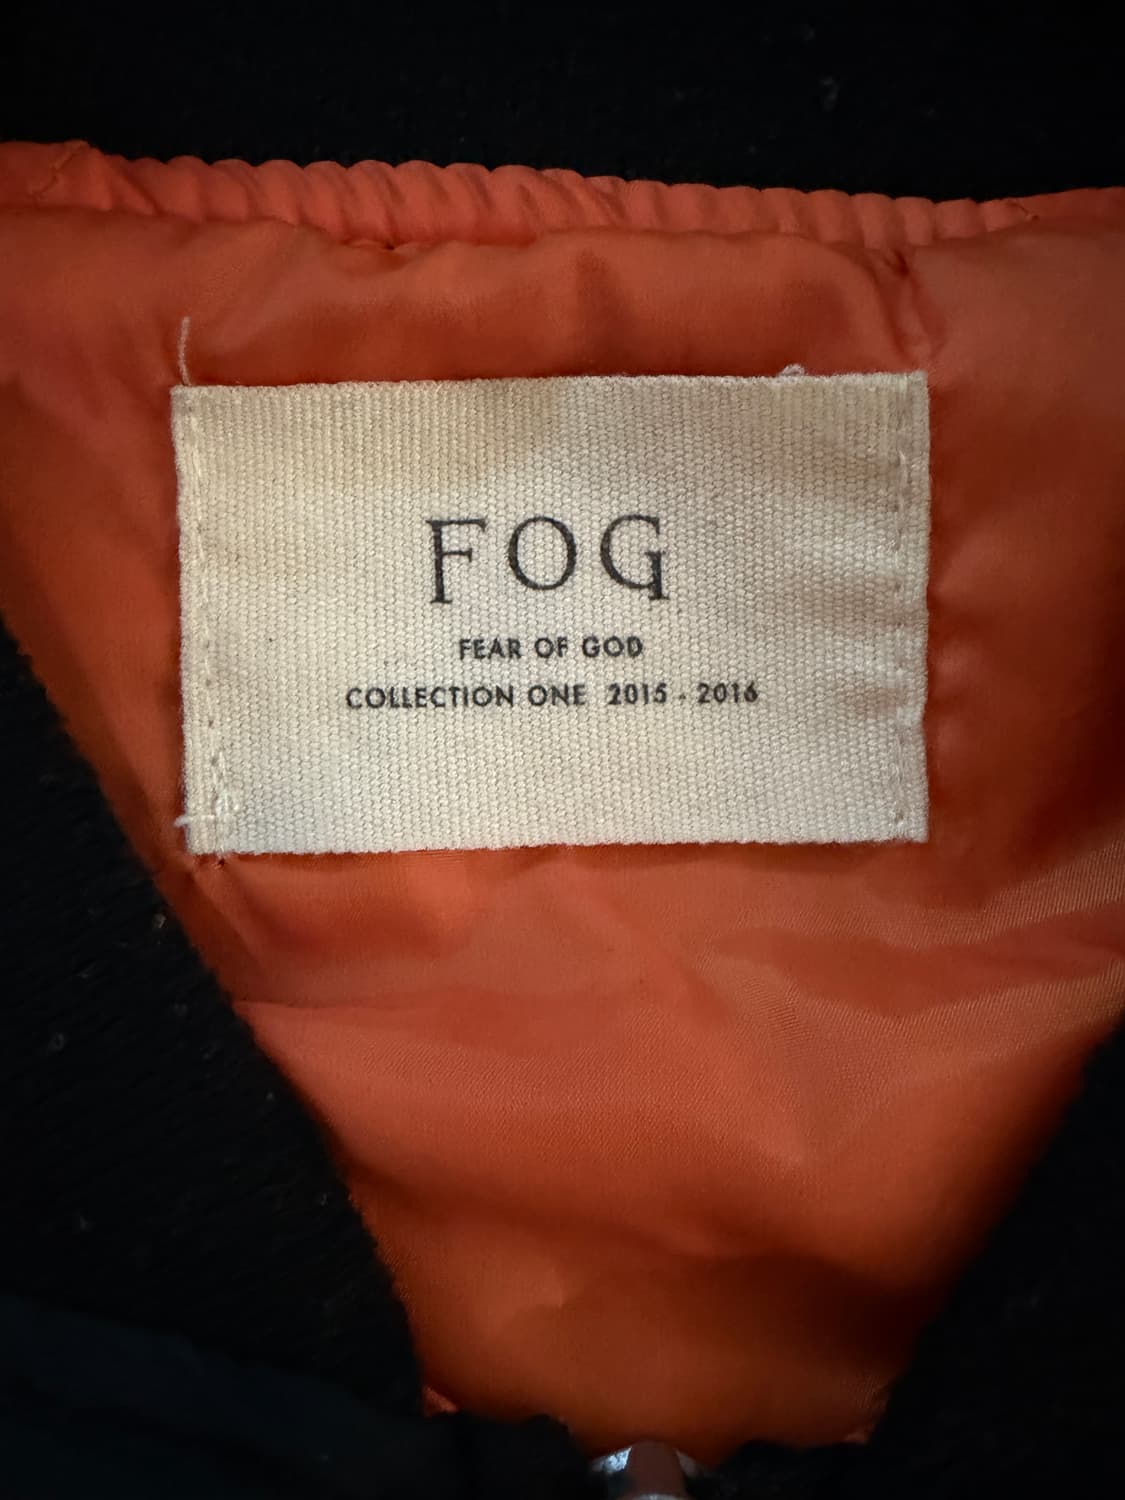 FOG
FEAR OF GOD
COLLECTION ONE 2015 - 2016